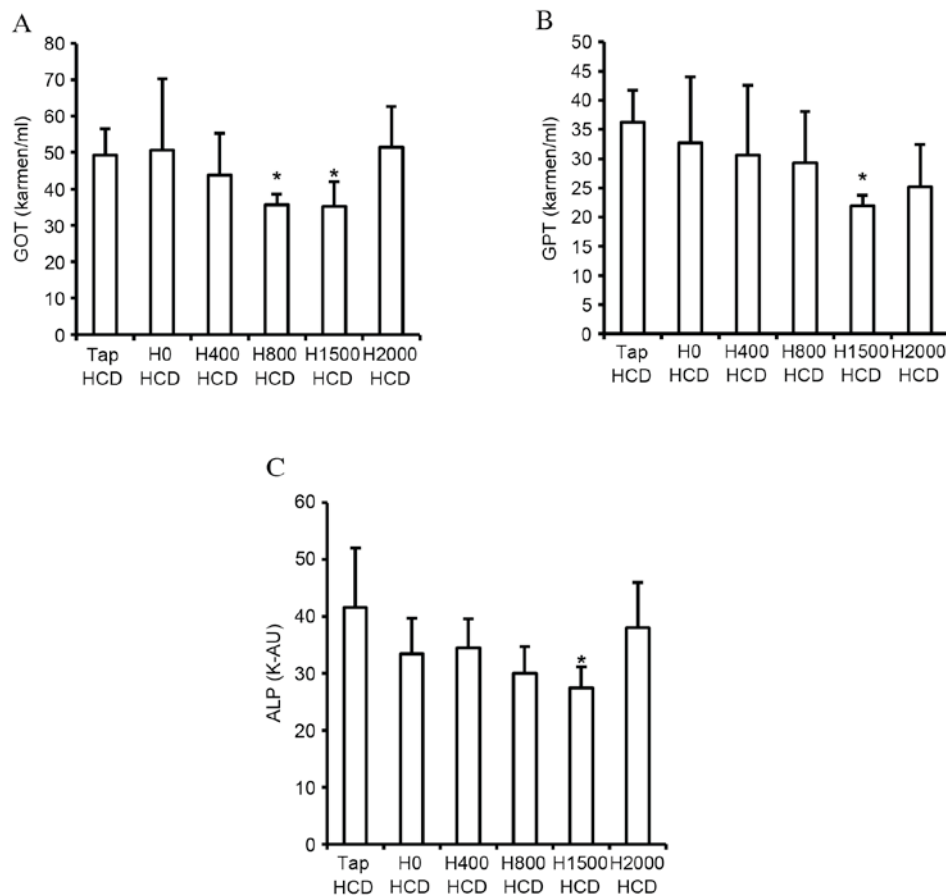 A
GOT (karmen/ml)
80
70
60
50
40
30
20
10
0
* *
Tap H0 H400 H800 H1500 H2000
HCD HCD HCD HCD HCD HCD
B
GPT (karmen/ml)
50
45
40
35
30
25
20
15
10
5
0
*
Tap H0 H400 H800 H1500 H2000
HCD HCD HCD HCD HCD HCD
C
ALP (K-AU)
60
50
40
30
20
10
0
*
Tap H0 H400 H800 H1500 H2000
HCD HCD HCD HCD HCD HCD